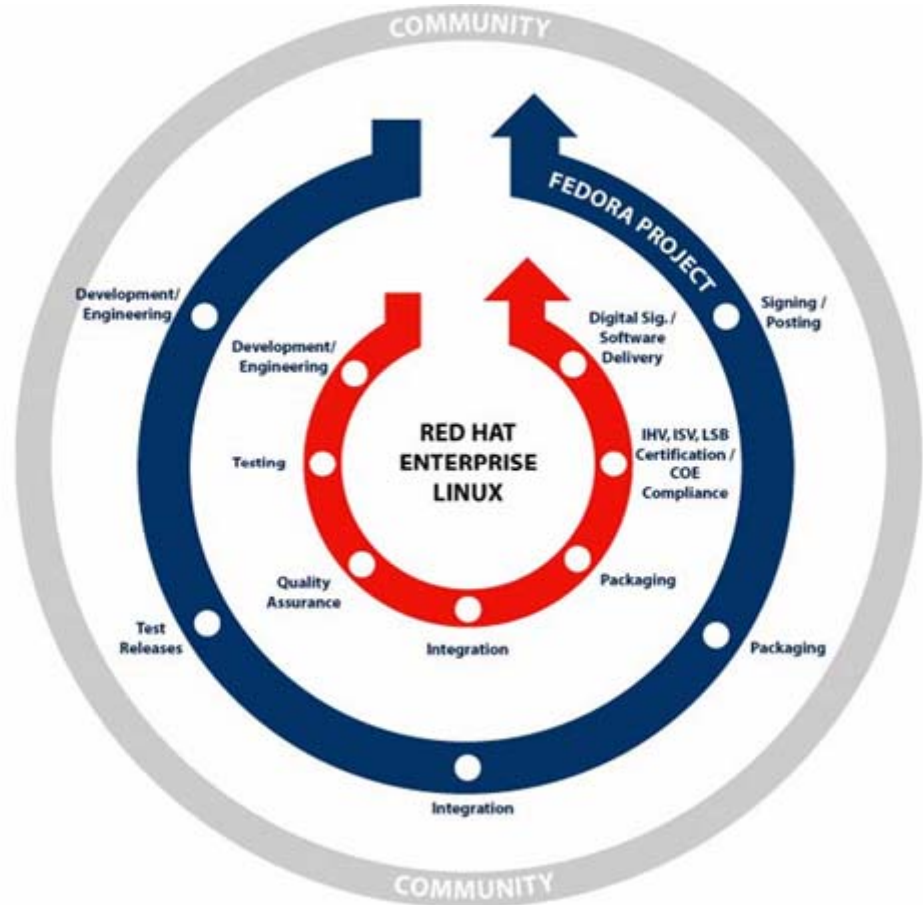 COMMUNITY
FEDORA PROJECT
Development/
Engineering
Signing /
Posting
Digital Sig. /
Software
Delivery
Development/
Engineering
RED HAT
ENTERPRISE
LINUX
Testing
IHV, ISV, LSB
Certification /
COE
Compliance
Quality
Assurance
Packaging
Test
Releases
Integration
Packaging
Integration
COMMUNITY